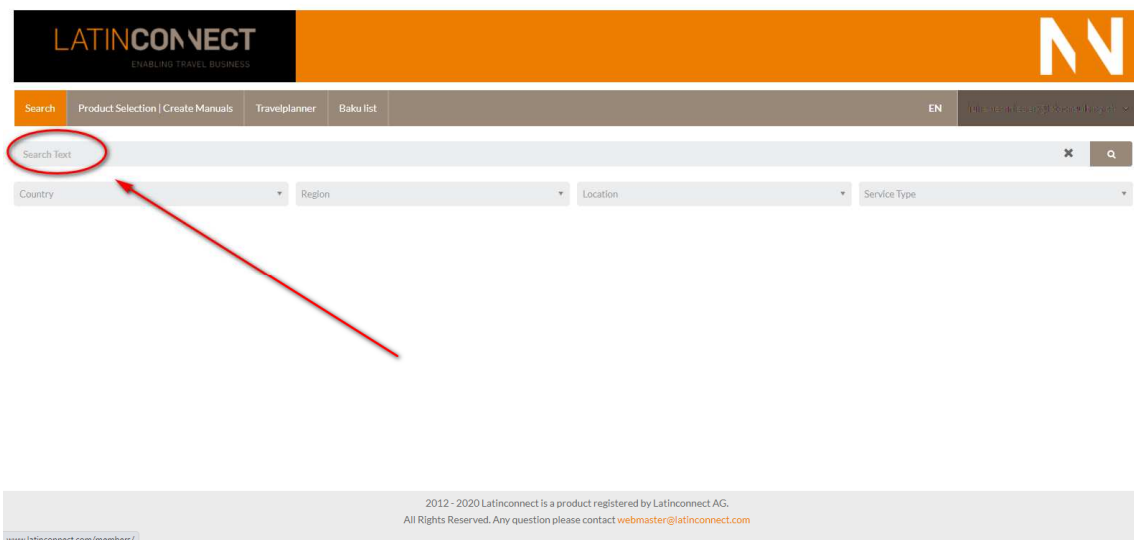 LATINCONNECT
ENABLING TRAVEL BUSINESS
Search Product Selection | Create Manuals Travelplanner Baku list EN
Search Text
Country Region Location Service Type
2012 - 2020 Latinconnect is a product registered by Latinconnect AG.
All Rights Reserved. Any question please contact webmaster@latinconnect.com
www.latinconnect.com/members/